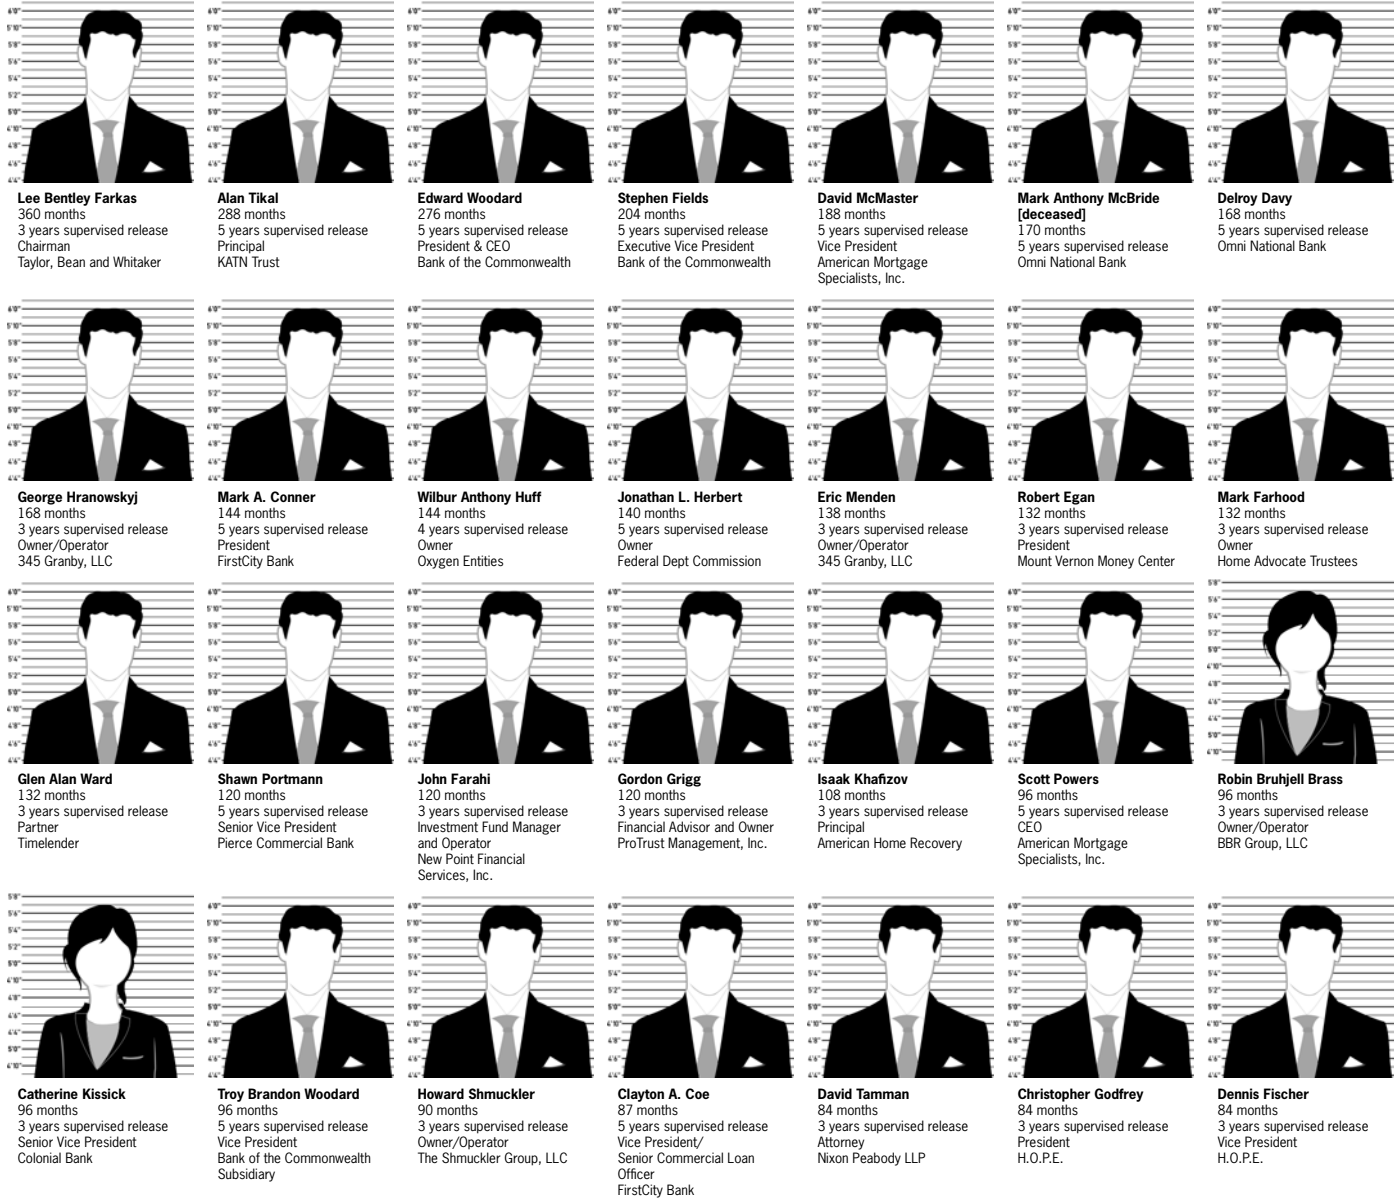 Lee Bentley Farkas
360 months
3 years supervised release
Chairman
Taylor, Bean and Whitaker
Alan Tikal
288 months
5 years supervised release
Principal
KATN Trust
Edward Woodard
276 months
5 years supervised release
President & CEO
Bank of the Commonwealth
Stephen Fields
204 months
5 years supervised release
Executive Vice President
Bank of the Commonwealth
David McMaster
188 months
5 years supervised release
Vice President
American Mortgage
Specialists, Inc.
Mark Anthony McBride
[deceased]
170 months
5 years supervised release
Omni National Bank
Delroy Davy
168 months
5 years supervised release
Omni National Bank
George Hranowskyj
168 months
3 years supervised release
Owner/Operator
345 Granby, LLC
Mark A. Conner
144 months
5 years supervised release
President
FirstCity Bank
Wilbur Anthony Huff
144 months
4 years supervised release
Owner
Oxygen Entities
Jonathan L. Herbert
140 months
5 years supervised release
Owner
Federal Dept Commission
Eric Menden
138 months
3 years supervised release
Owner/Operator
345 Granby, LLC
Robert Egan
132 months
3 years supervised release
President
Mount Vernon Money Center
Mark Farhood
132 months
3 years supervised release
Owner
Home Advocate Trustees
Glen Alan Ward
132 months
3 years supervised release
Partner
Timelender
Shawn Portmann
120 months
5 years supervised release
Senior Vice President
Pierce Commercial Bank
John Farahi
120 months
3 years supervised release
Investment Fund Manager
and Operator
New Point Financial
Services, Inc.
Gordon Grigg
120 months
3 years supervised release
Financial Advisor and Owner
ProTrust Management, Inc.
Isaak Khafizov
108 months
3 years supervised release
Principal
American Home Recovery
Scott Powers
96 months
5 years supervised release
CEO
American Mortgage
Specialists, Inc.
Robin Bruhjell Brass
96 months
3 years supervised release
Owner/Operator
BBR Group, LLC
Catherine Kissick
96 months
3 years supervised release
Senior Vice President
Colonial Bank
Troy Brandon Woodard
96 months
5 years supervised release
Vice President
Bank of the Commonwealth
Subsidiary
Howard Shmuckler
90 months
3 years supervised release
Owner/Operator
The Shmuckler Group, LLC
Clayton A. Coe
87 months
5 years supervised release
Vice President/
Senior Commercial Loan
Officer
FirstCity Bank
David Tamman
84 months
3 years supervised release
Attorney
Nixon Peabody LLP
Christopher Godfrey
84 months
3 years supervised release
President
H.O.P.E.
Dennis Fischer
84 months
3 years supervised release
Vice President
H.O.P.E.